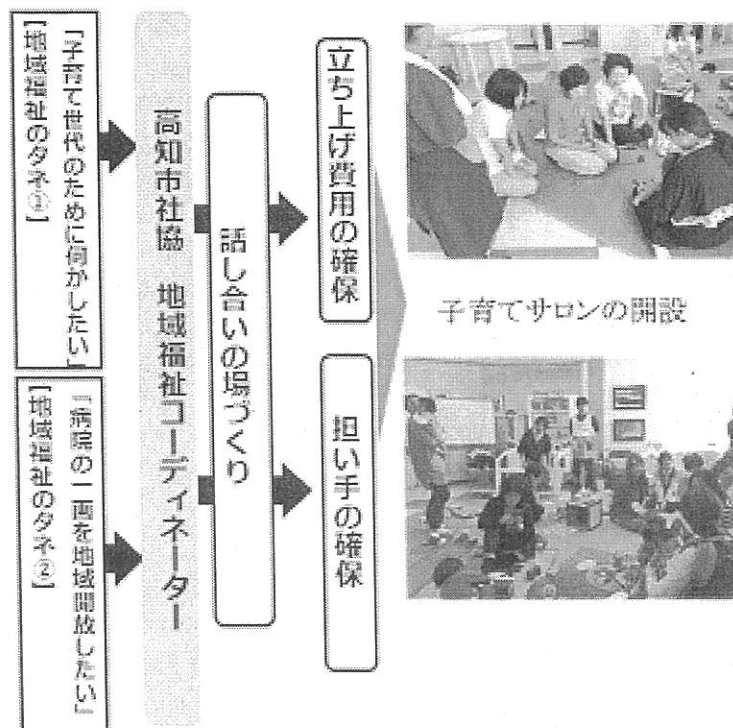 「子育て世代のために何かしたい」
【地域福祉のタネ①】
「病院の一画を地域開放したい」
【地域福祉のタネ②】
高知市社協 地域福祉コーディネーター
話し合いの場づくり
立ち上げ費用の確保
担い手の確保
子育てサロンの開設